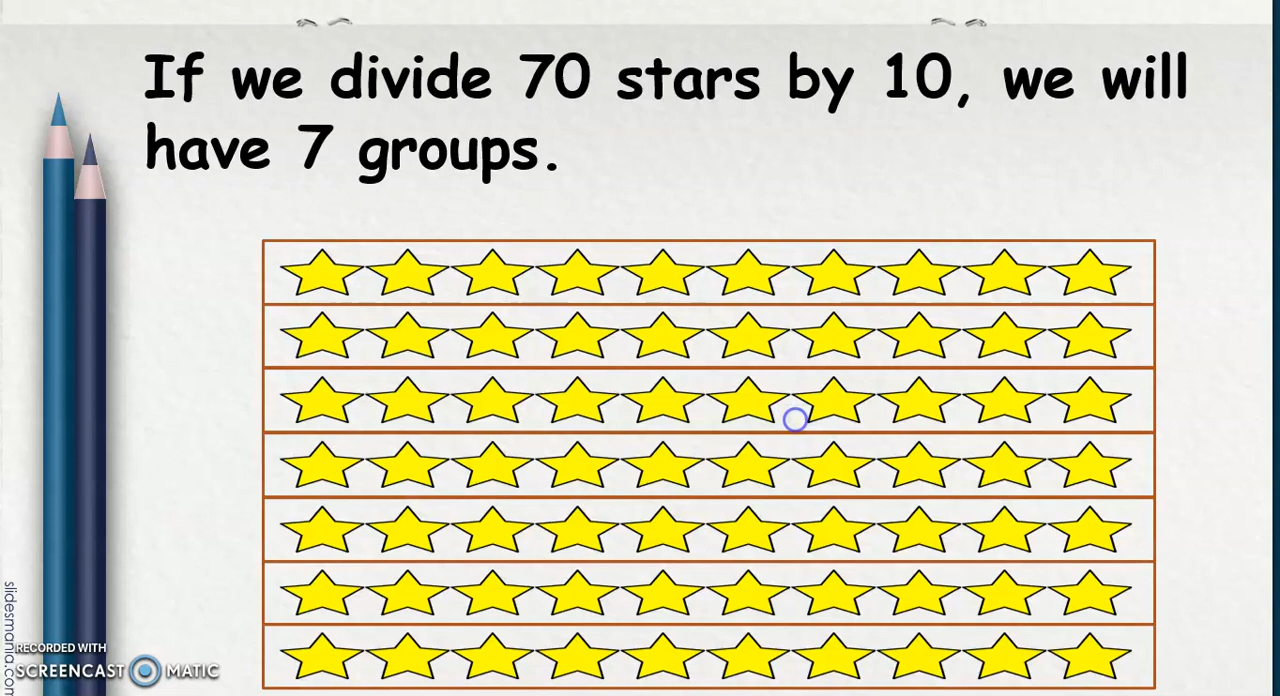 If we divide 70 stars by 10, we will
have 7 groups.
slidesmania.com
RECORDED WITH
SCREENCAST MATIC